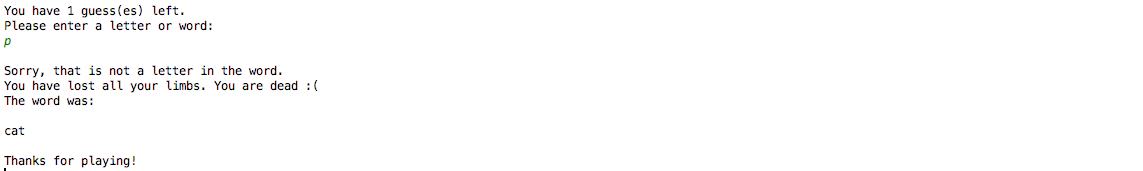 You have 1 guess(es) left.
Please enter a letter or word:
p
Sorry, that is not a letter in the word.
You have lost all your limbs. You are dead :(
The word was:
cat
Thanks for playing!